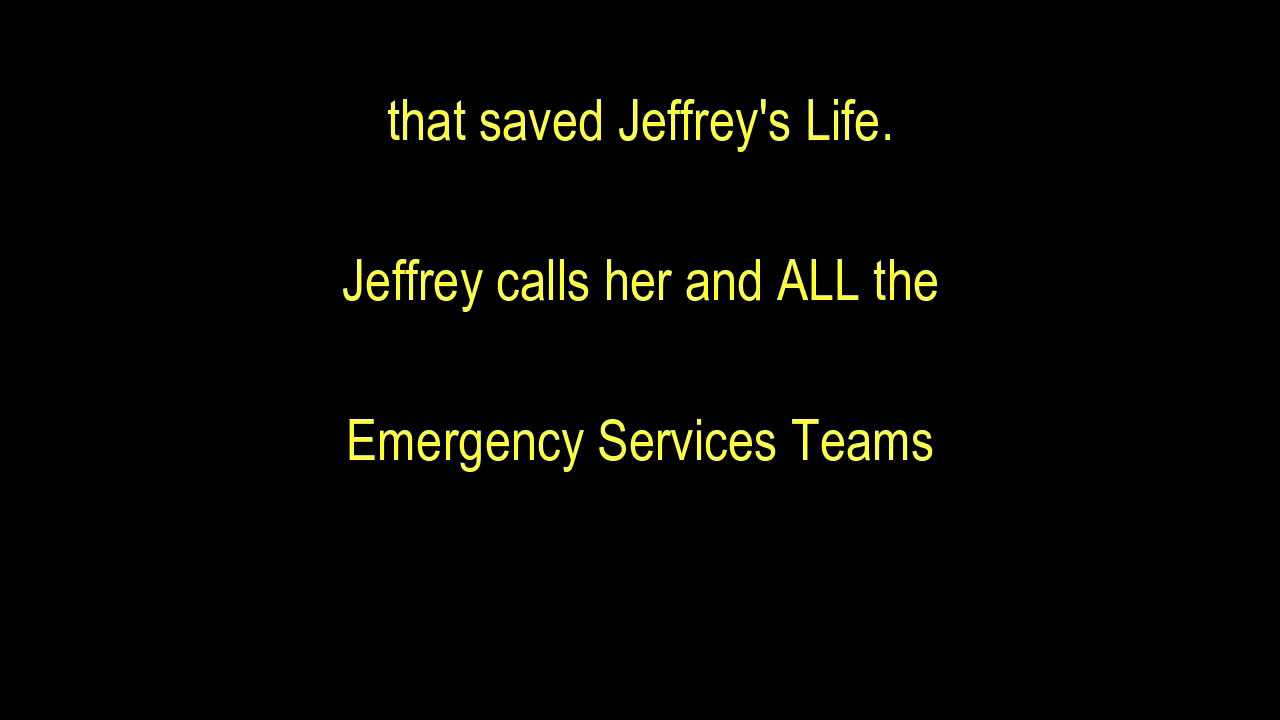 that saved Jeffrey's Life.
Jeffrey calls her and ALL the
Emergency Services Teams